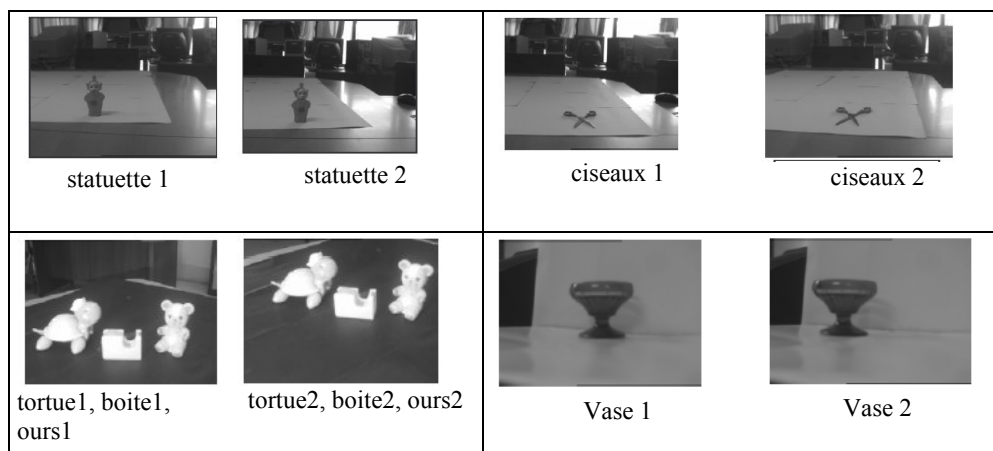 statuette 1
statuette 2
ciseaux 1
ciseaux 2
tortue1, boite1,
ours1
tortue2, boite2, ours2
Vase 1
Vase 2